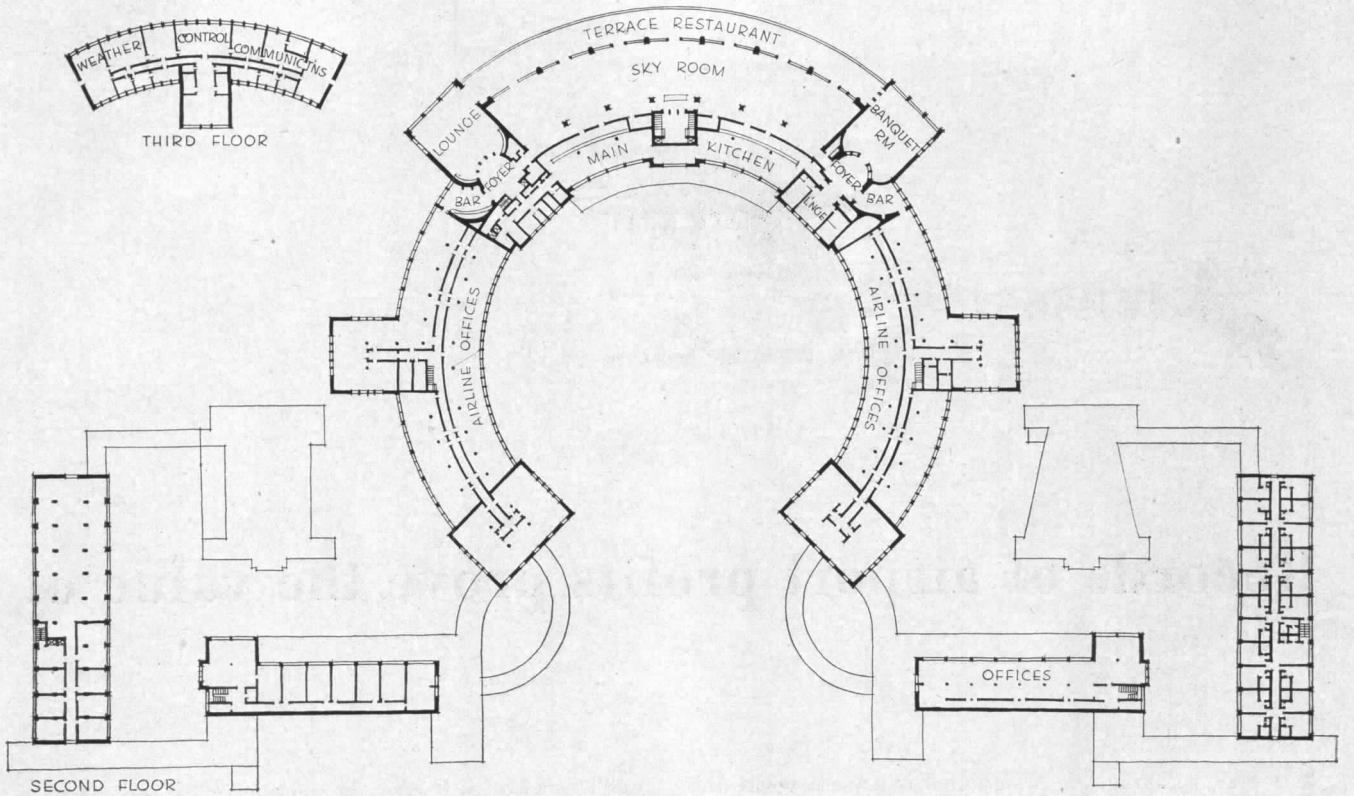 WEATHER
CONTROL
COMMUNICTNS
THIRD FLOOR
TERRACE RESTAURANT
SKY ROOM
LOUNGE
BANQUET
RM
MAIN
KITCHEN
FOYER
FOYER
BAR
BAR
LNGE
AIRLINE OFFICES
AIRLINE
OFFICES
OFFICES
SECOND FLOOR